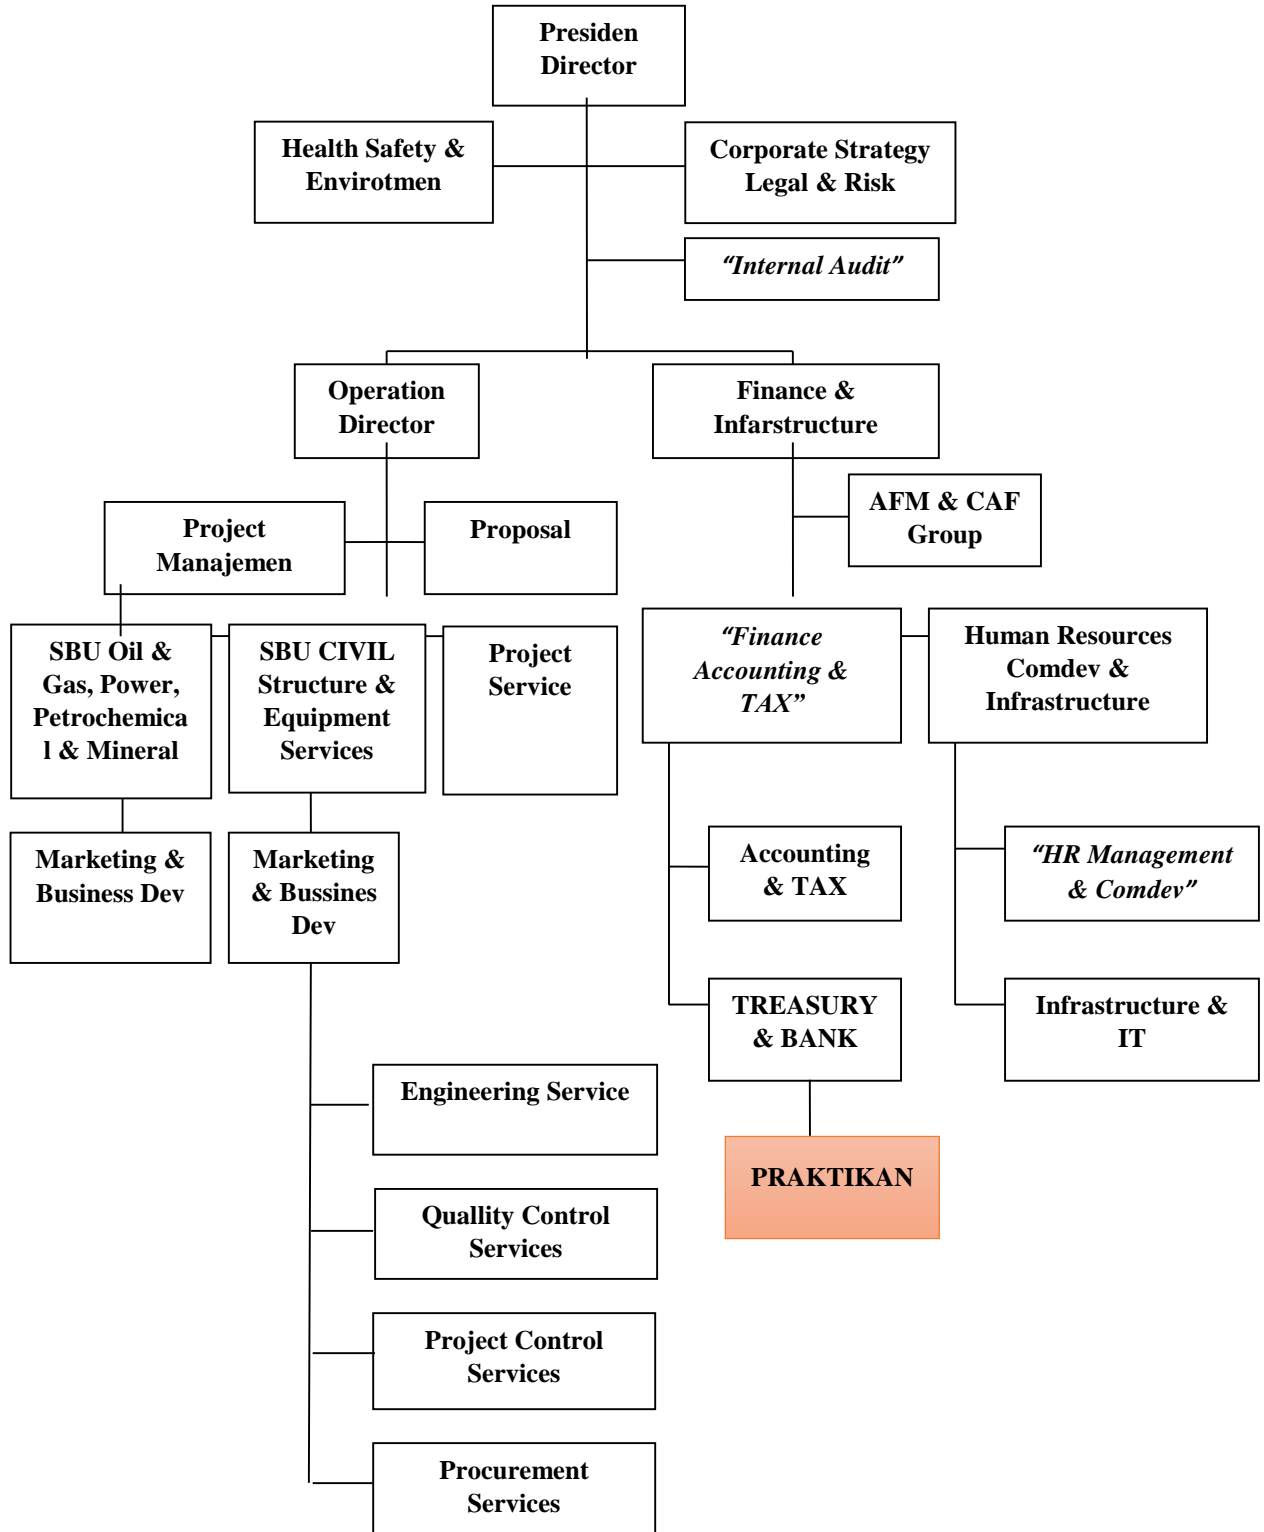 Presiden
Director
Health Safety &
Envirotmen
Corporate Strategy
Legal & Risk
“Internal Audit”
Operation
Director
Finance &
Infarstructure
AFM & CAF
Group
Project
Manajemen
Proposal
SBU Oil &
Gas, Power,
Petrochemica
l & Mineral
SBU CIVIL
Structure &
Equipment
Services
Project
Service
“Finance
Accounting &
TAX”
Human Resources
Comdev &
Infrastructure
Marketing &
Business Dev
Marketing
& Bussines
Dev
Accounting
& TAX
“HR Management
& Comdev”
TREASURY
& BANK
Infrastructure &
IT
Engineering Service
PRAKTIKAN
Quallity Control
Services
Project Control
Services
Procurement
Services